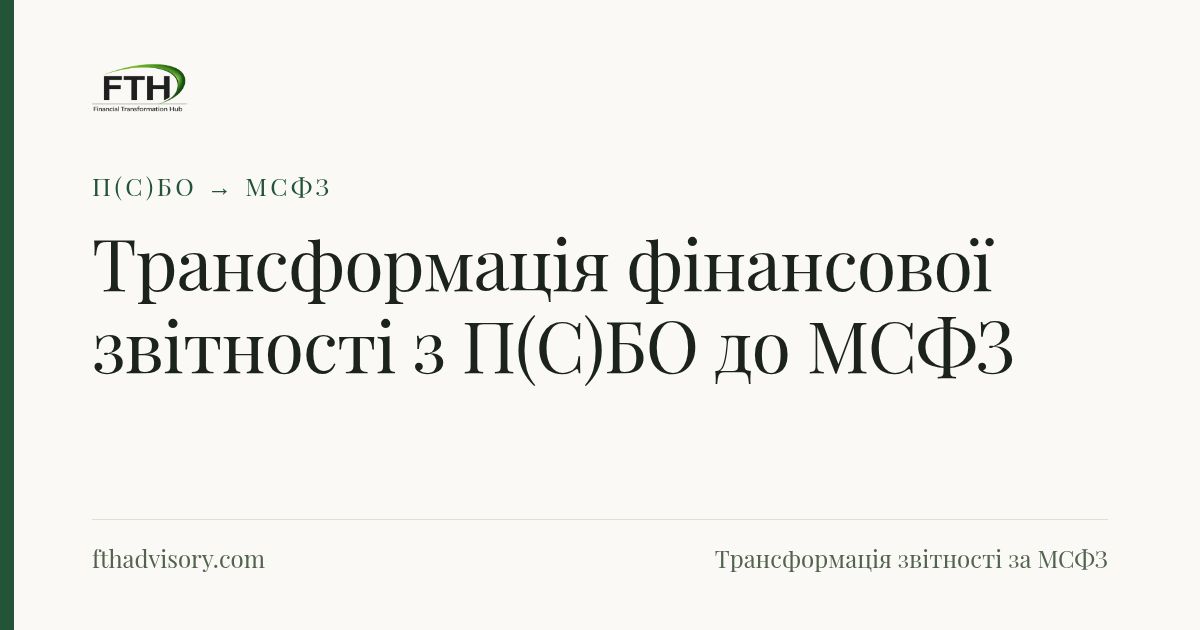 FTH
Financial Transformation Hub
П(С)БО → МСФЗ
Трансформація фінансової
звітності з П(С)БО до МСФЗ
fthadvisory.com
Трансформація звітності за МСФЗ